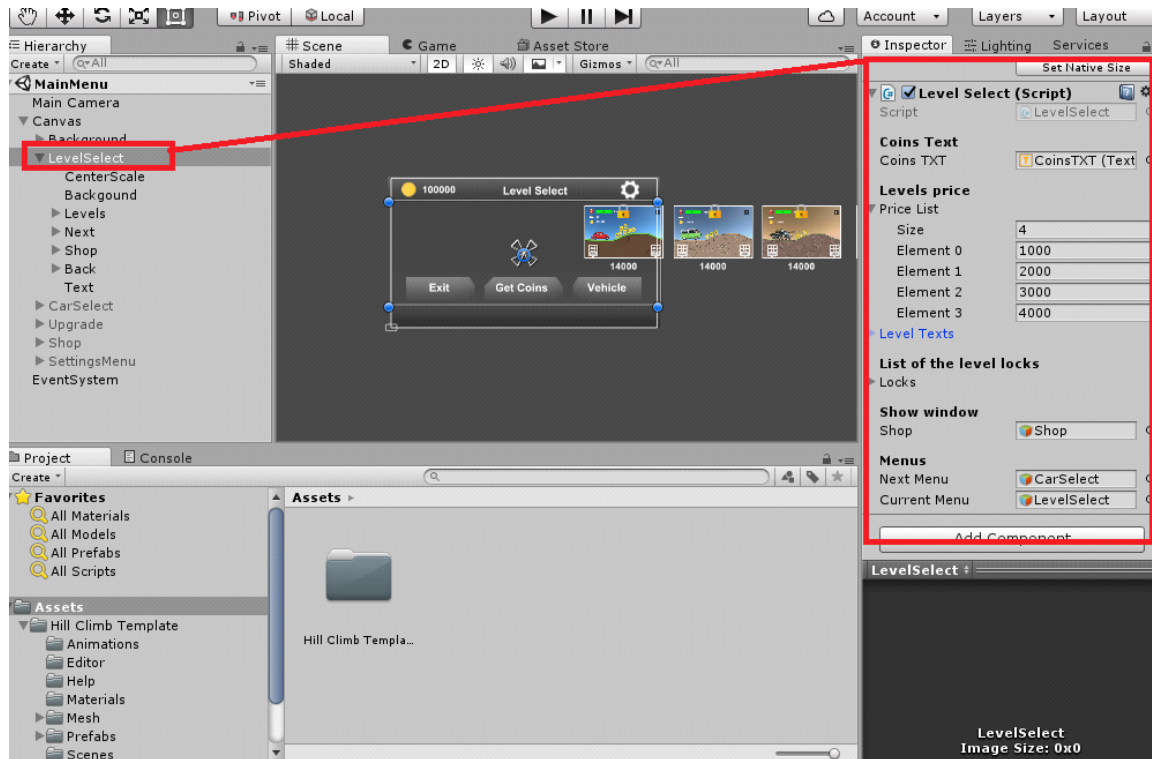 Pivot Local Account Layers Layout
Hierarchy
Create All
MainMenu
Main Camera
Canvas
Background
LevelSelect
CenterScale
Backgound
Levels
Next
Shop
Back
Text
CarSelect
Upgrade
Shop
SettingsMenu
EventSystem
Scene Game Asset Store
Shaded 2D Gizmos All
100000 Level Select
14000 14000 14000
Exit Get Coins Vehicle
Inspector Lighting Services
Set Native Size
Level Select (Script)
Script LevelSelect
Coins Text
Coins TXT CoinsTXT (Text
Levels price
Price List
Size 4
Element 0 1000
Element 1 2000
Element 2 3000
Element 3 4000
Level Texts
List of the level locks
Locks
Show window
Shop Shop
Menus
Next Menu CarSelect
Current Menu LevelSelect
Add Component
LevelSelect
LevelSelect
Image Size: 0x0
Project Console
Create
Favorites
All Materials
All Models
All Prefabs
All Scripts
Assets
Hill Climb Template
Animations
Editor
Help
Materials
Mesh
Prefabs
Scenes
Assets
Hill Climb Templa...